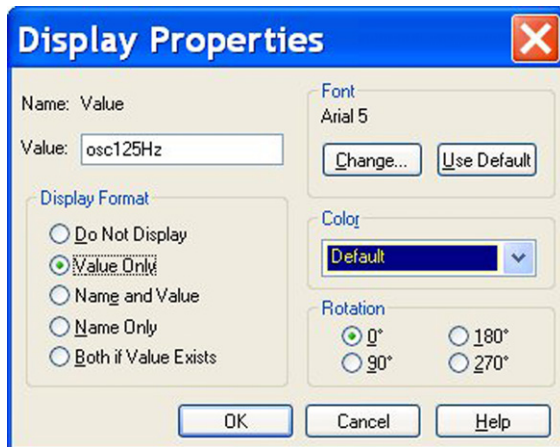 Display Properties
Name: Value
Value: osc125Hz
Display Format
Do Not Display
Value Only
Name and Value
Name Only
Both if Value Exists
Font
Arial 5
Change... Use Default
Color
Default
Rotation
0° 180°
90° 270°
OK Cancel Help